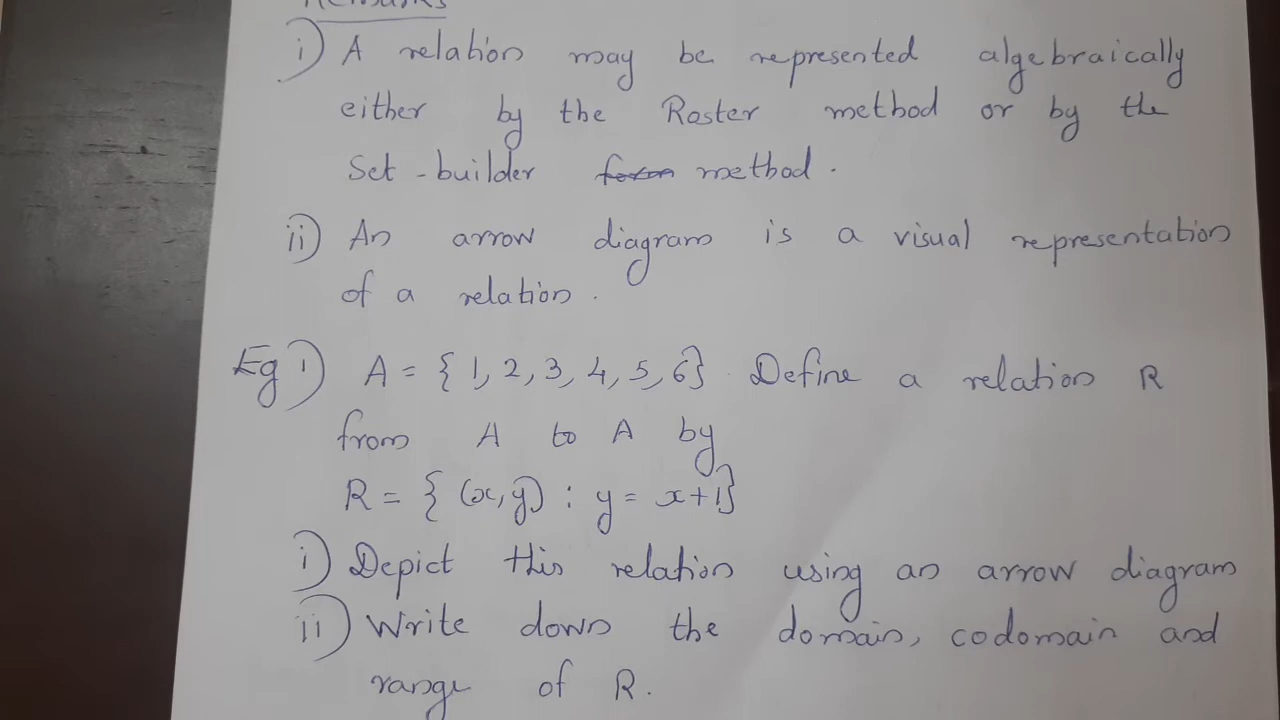 Remarks
i) A relation may be represented algebraically
either by the Roster method or by the
Set-builder form method.
ii) An arrow diagram is a visual representation
of a relation.
Eg 1) A = { 1, 2, 3, 4, 5, 6} Define a relation R
from A to A by
R = { (x,y) : y = x+1}
i) Depict this relation using an arrow diagram
ii) Write down the domain, codomain and
range of R.